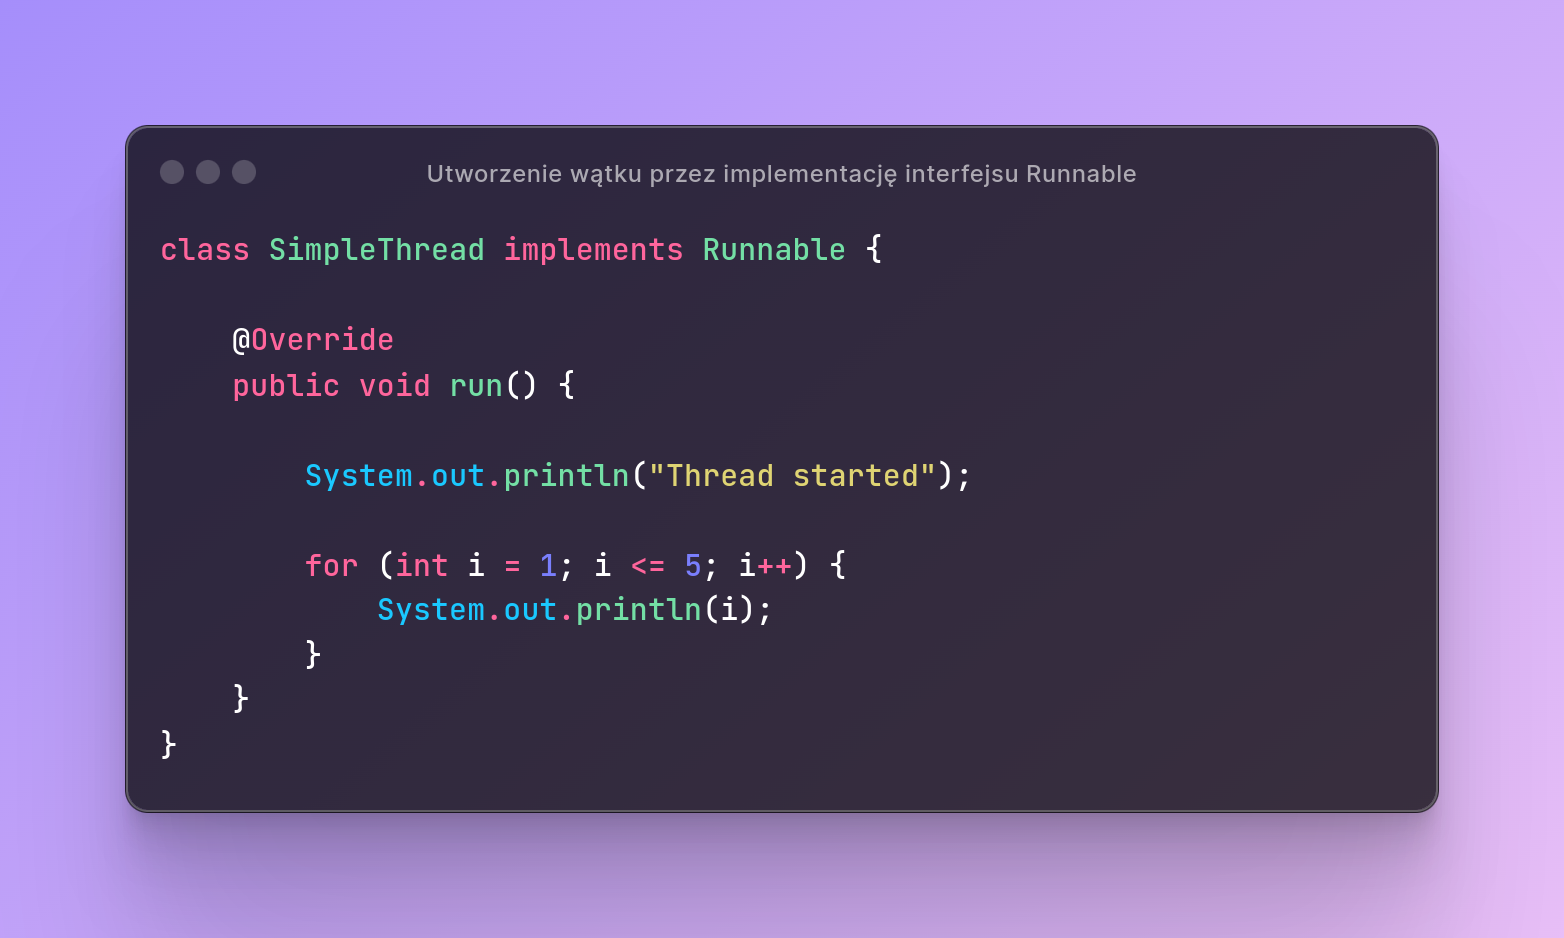 Utworzenie wątku przez implementację interfejsu Runnable
class SimpleThread implements Runnable {
    @Override
    public void run() {
        System.out.println("Thread started");
        for (int i = 1; i <= 5; i++) {
            System.out.println(i);
        }
    }
}